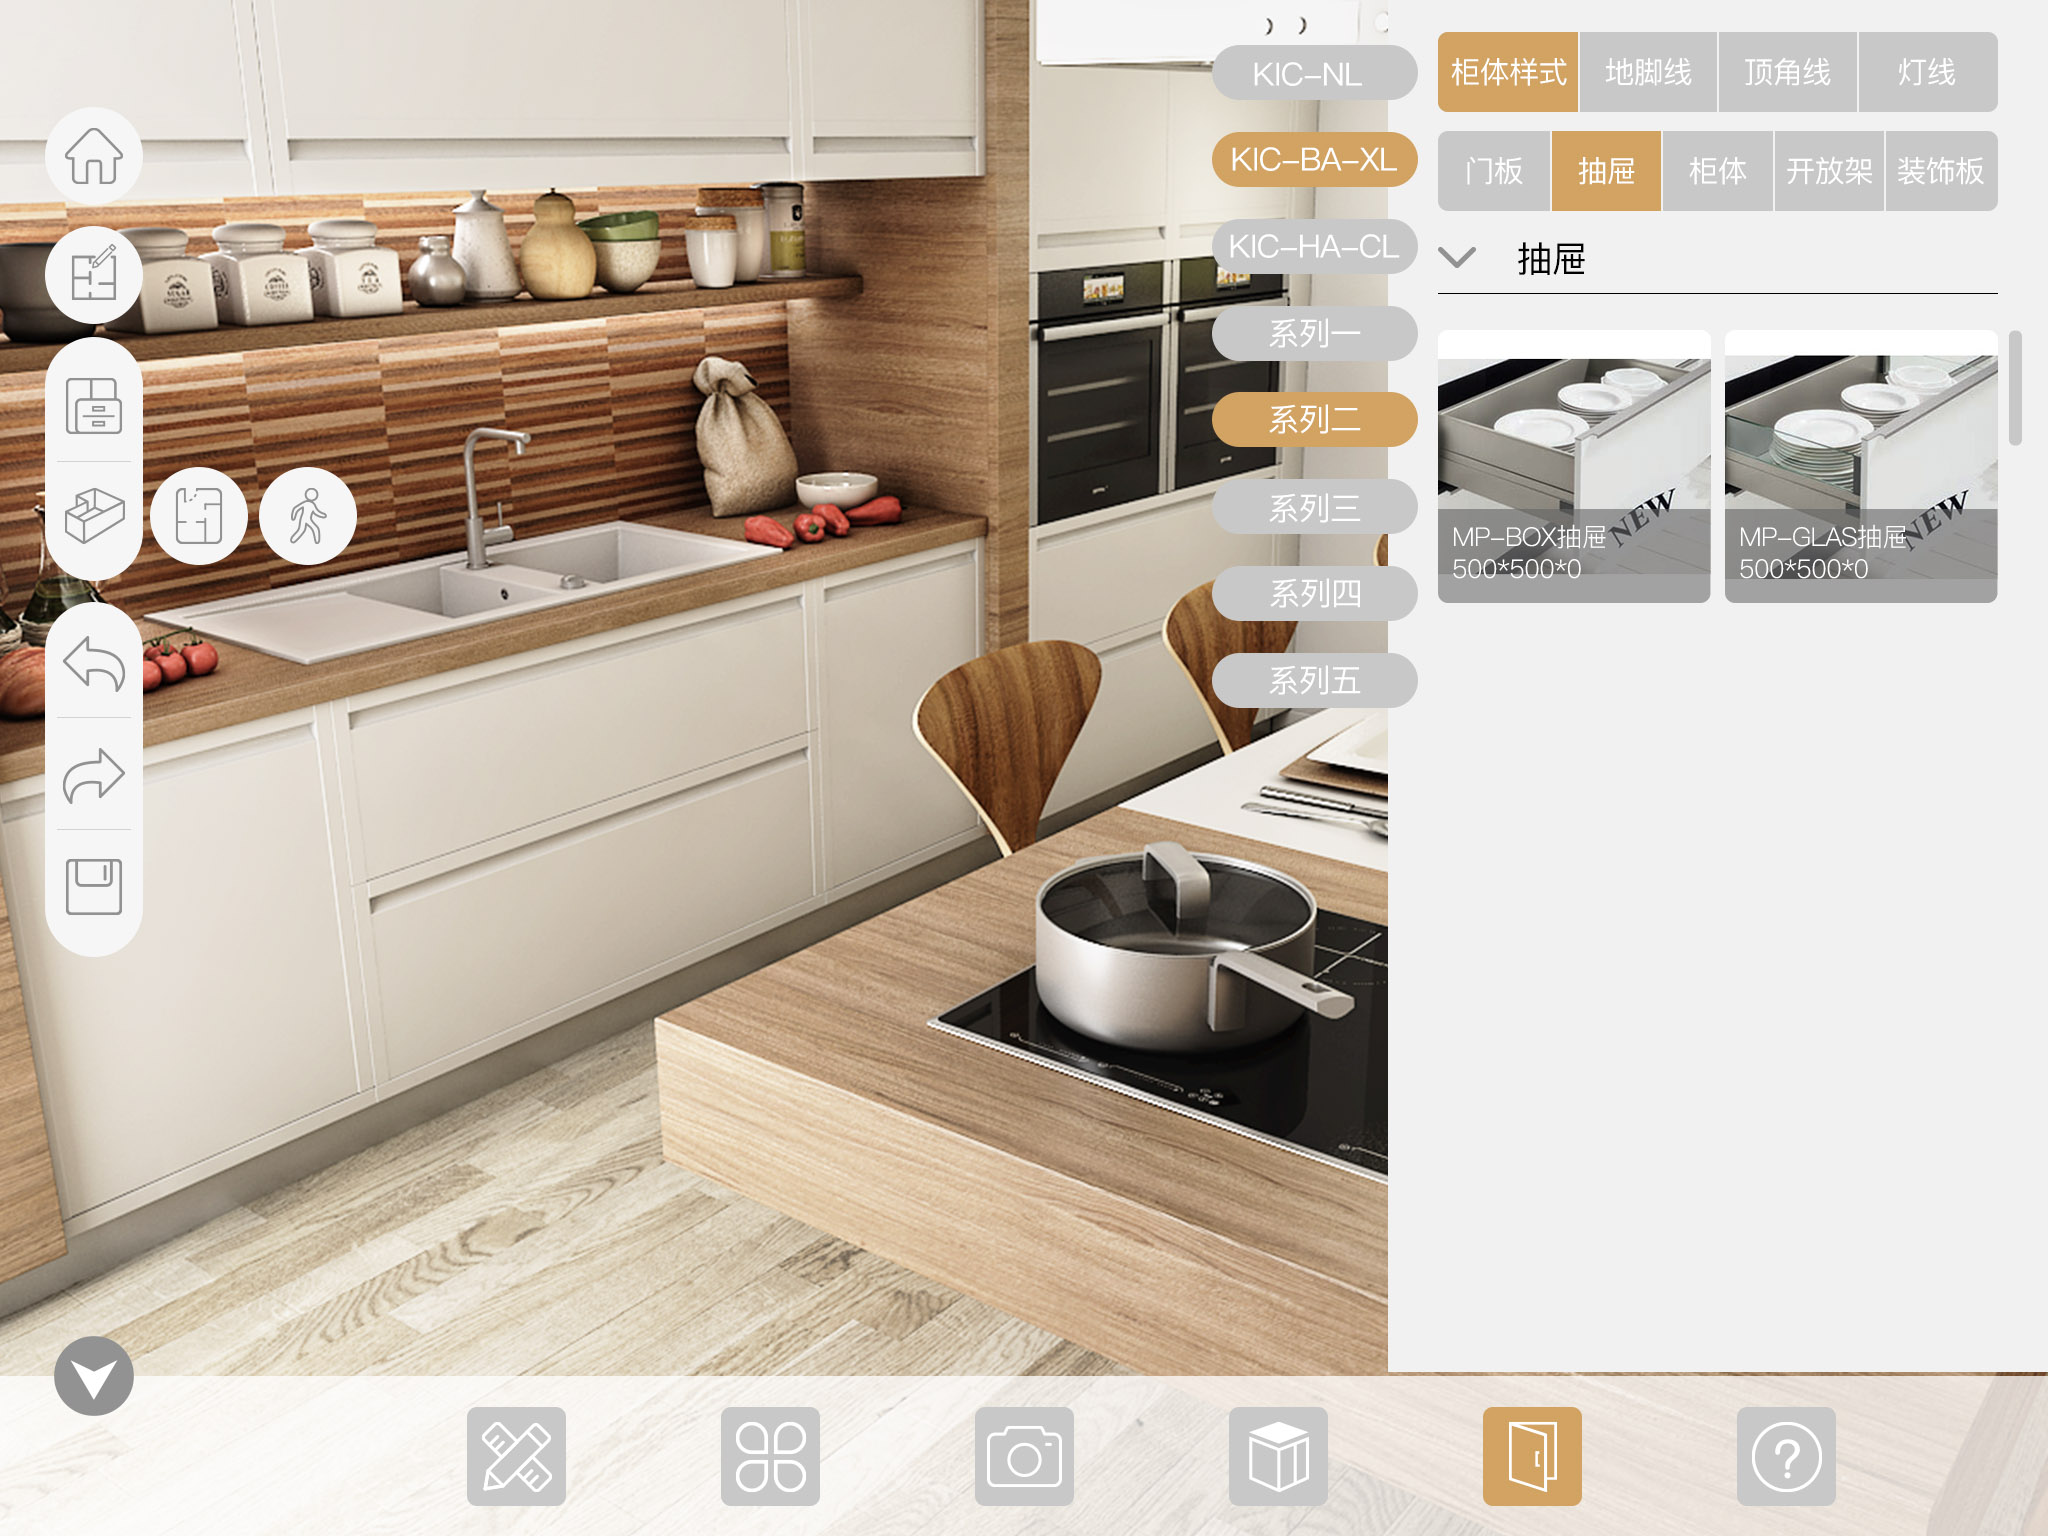 KIC-NL
KIC-BA-XL
KIC-HA-CL
系列一
系列二
系列三
系列四
系列五
柜体样式 地脚线 顶角线 灯线
门板 抽屉 柜体 开放架 装饰板
抽屉
NEW
MP-BOX抽屉
500*500*0
NEW
MP-GLAS抽屉
500*500*0
COFFEE
SUGAR
TEA